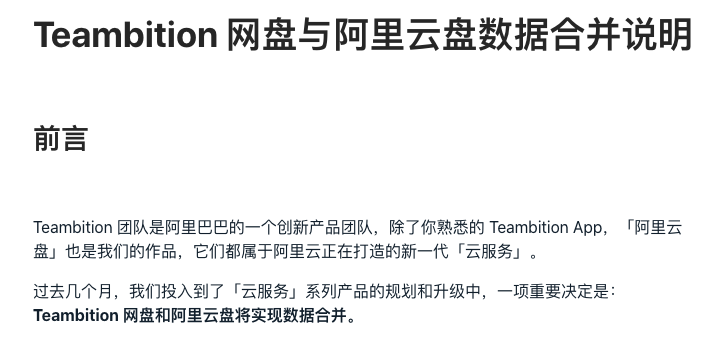 Teambition 网盘与阿里云盘数据合并说明
前言
Teambition 团队是阿里巴巴的一个创新产品团队，除了你熟悉的 Teambition App，「阿里云
盘」也是我们的作品，它们都属于阿里云正在打造的新一代「云服务」。
过去几个月，我们投入到了「云服务」系列产品的规划和升级中，一项重要决定是：
Teambition 网盘和阿里云盘将实现数据合并。